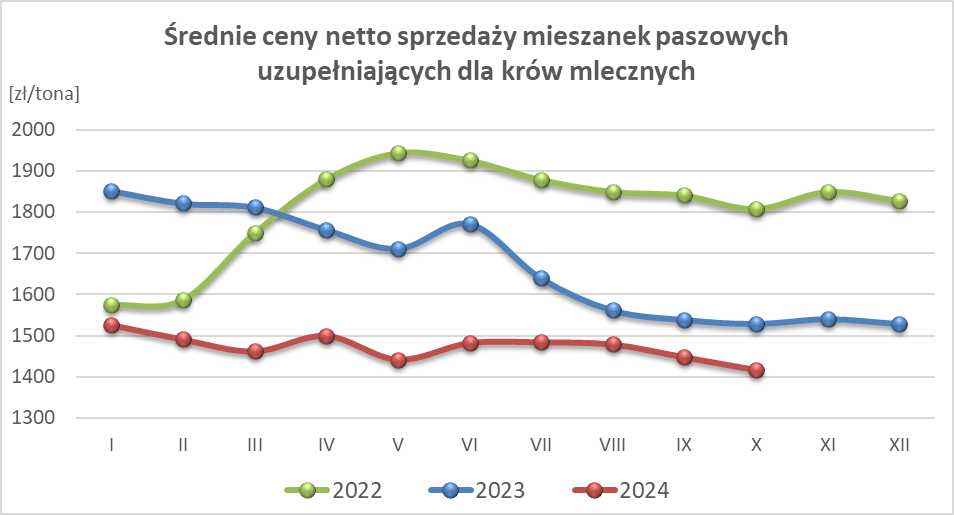 Średnie ceny netto sprzedaży mieszanek paszowych
uzupełniających dla krów mlecznych
[zł/tona]
2000
1900
1800
1700
1600
1500
1400
1300
I II III IV V VI VII VIII IX X XI XII
2022 2023 2024